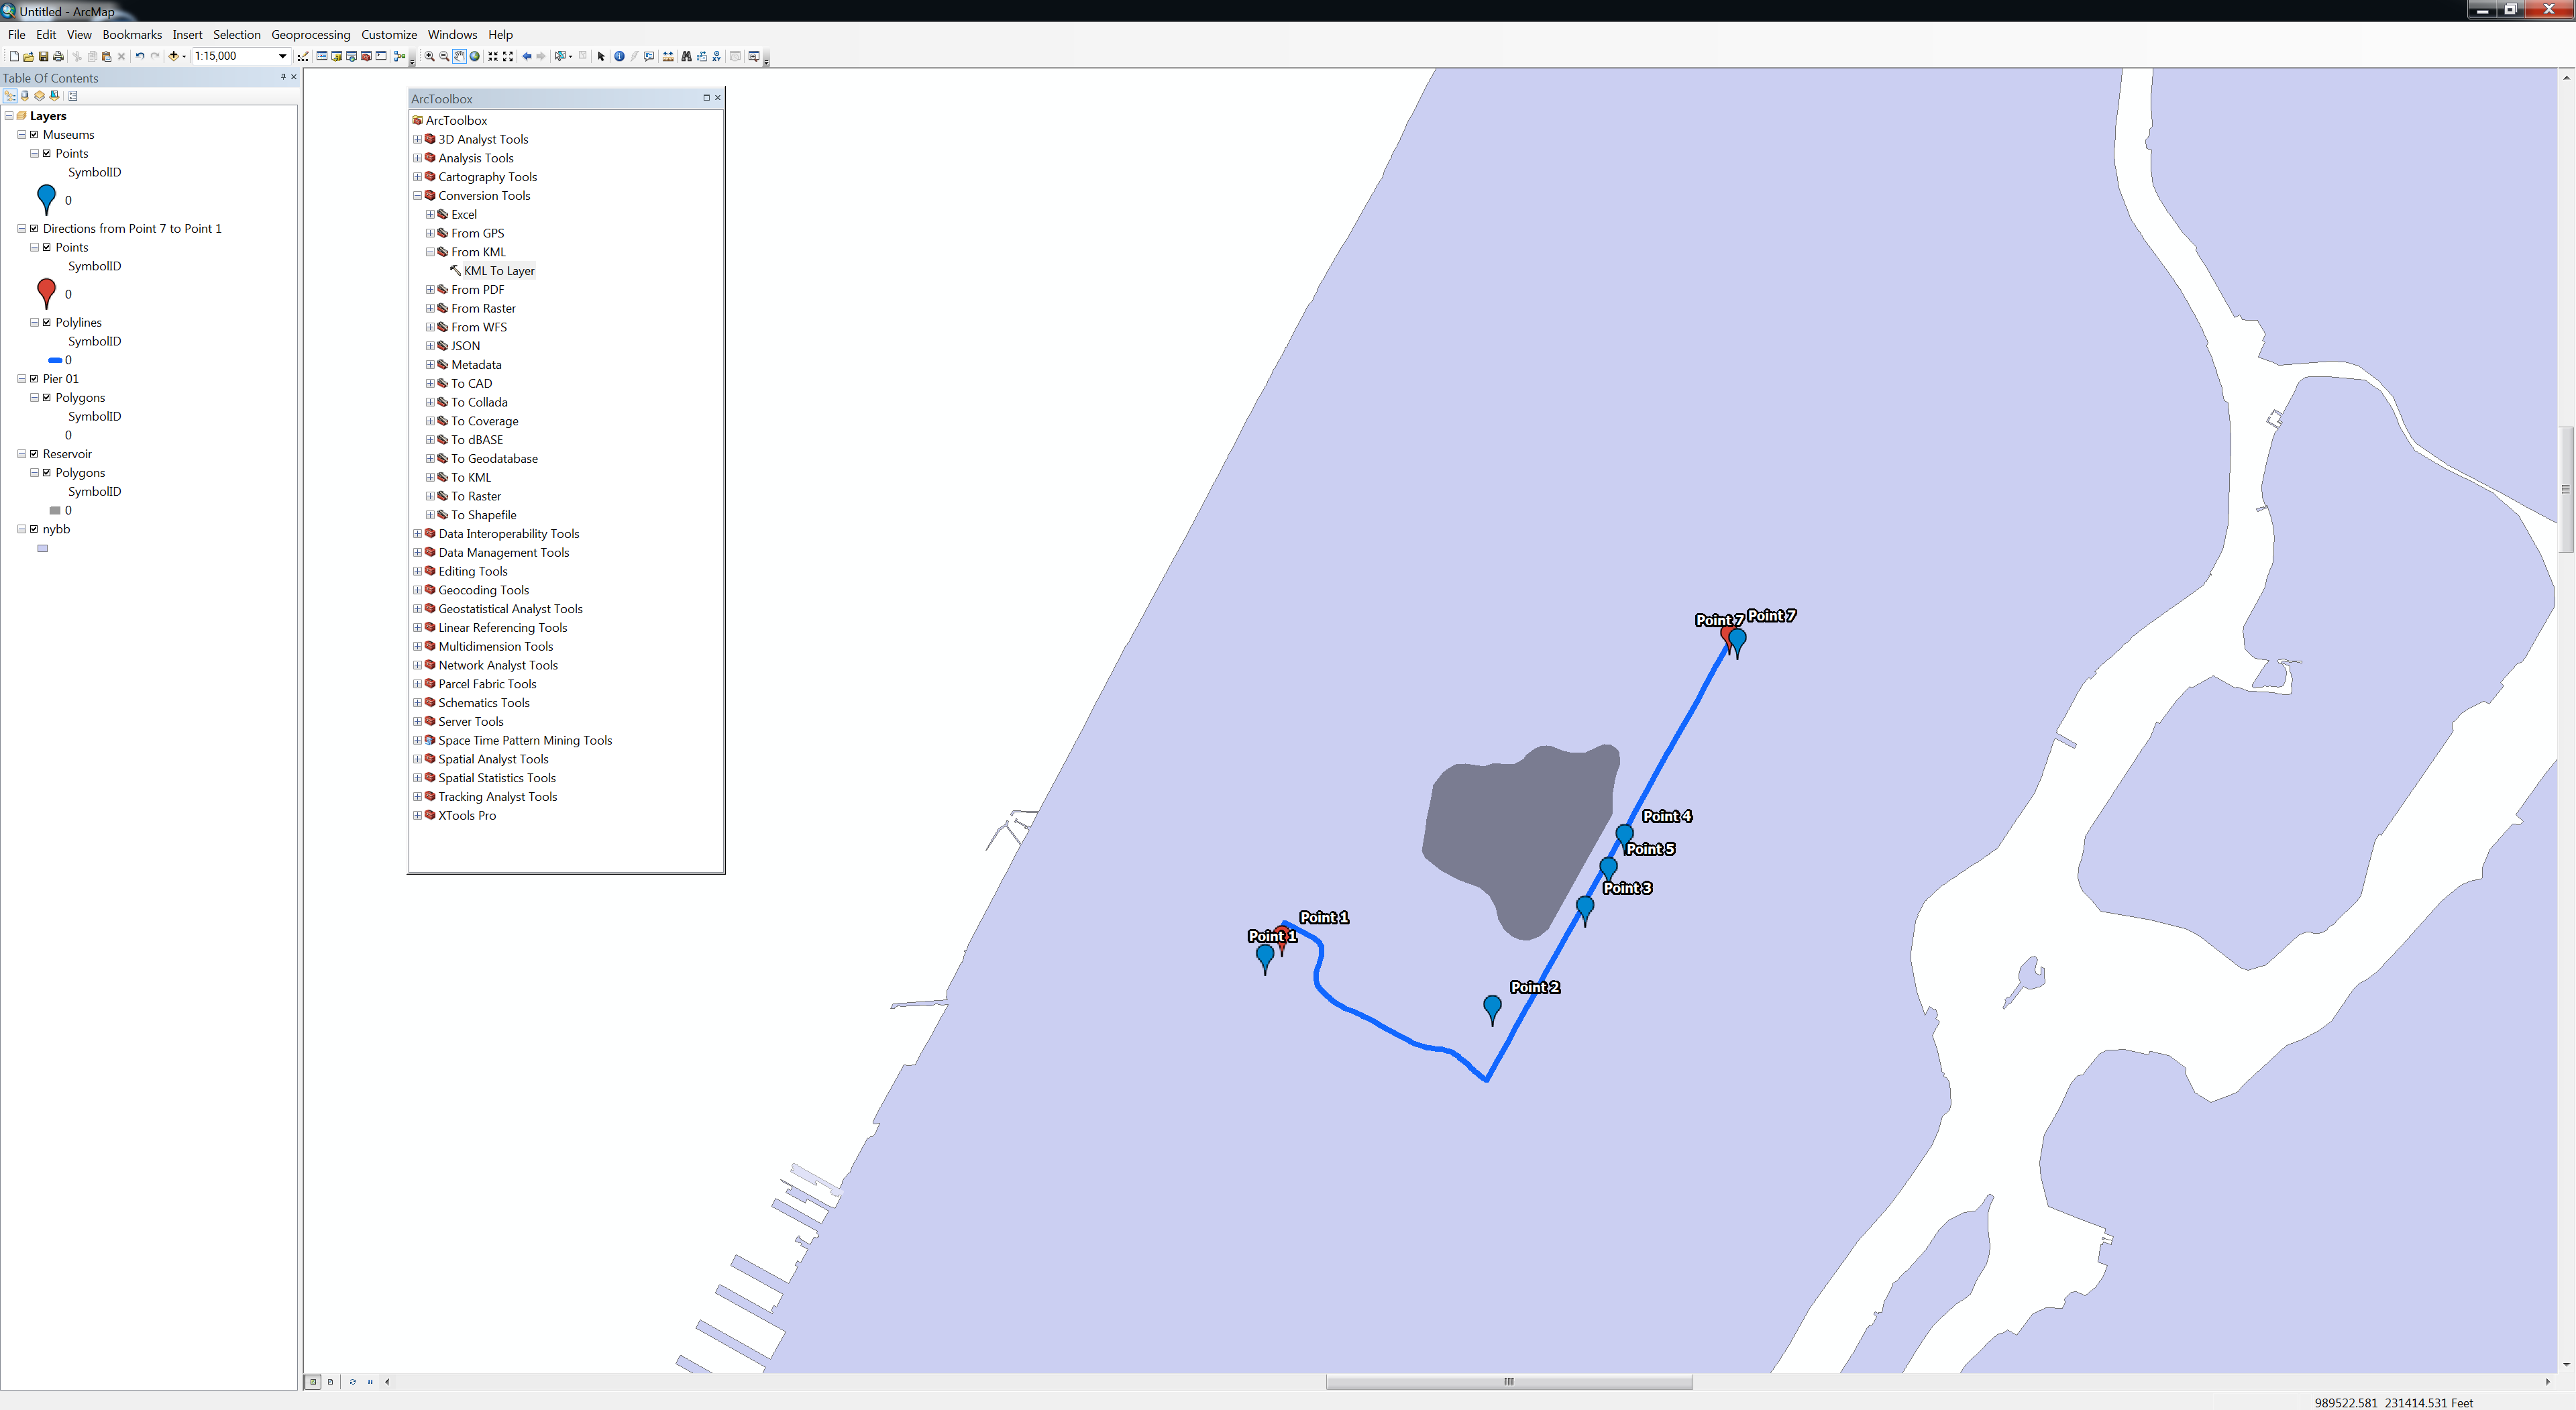 Untitled - ArcMap
File Edit View Bookmarks Insert Selection Geoprocessing Customize Windows Help
1:15,000
Table Of Contents
Layers
Museums
Points
SymbolID
0
Directions from Point 7 to Point 1
Points
SymbolID
0
Polylines
SymbolID
0
Pier 01
Polygons
SymbolID
0
Reservoir
Polygons
SymbolID
0
nybb
ArcToolbox
ArcToolbox
3D Analyst Tools
Analysis Tools
Cartography Tools
Conversion Tools
Excel
From GPS
From KML
KML To Layer
From PDF
From Raster
From WFS
JSON
Metadata
To CAD
To Collada
To Coverage
To dBASE
To Geodatabase
To KML
To Raster
To Shapefile
Data Interoperability Tools
Data Management Tools
Editing Tools
Geocoding Tools
Geostatistical Analyst Tools
Linear Referencing Tools
Multidimension Tools
Network Analyst Tools
Parcel Fabric Tools
Schematics Tools
Server Tools
Space Time Pattern Mining Tools
Spatial Analyst Tools
Spatial Statistics Tools
Tracking Analyst Tools
XTools Pro
Point 7 Point 7
Point 4
Point 5
Point 3
Point 1
Point 1
Point 2
989522.581 231414.531 Feet